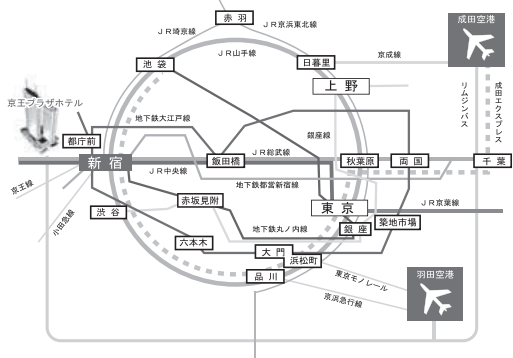 赤羽
JR埼京線
JR京浜東北線
成田空港
JR山手線
京成線
池袋
日暮里
上野
リムジンバス
成田エクスプレス
京王プラザホテル
地下鉄大江戸線
銀座線
都庁前
新宿
飯田橋
JR総武線
秋葉原
両国
千葉
JR中央線
京王線
地下鉄都営新宿線
小田急線
渋谷
赤坂見附
東京
JR京葉線
築地市場
地下鉄丸ノ内線
銀座
六本木
大門
浜松町
品川
東京モノレール
京浜急行線
羽田空港